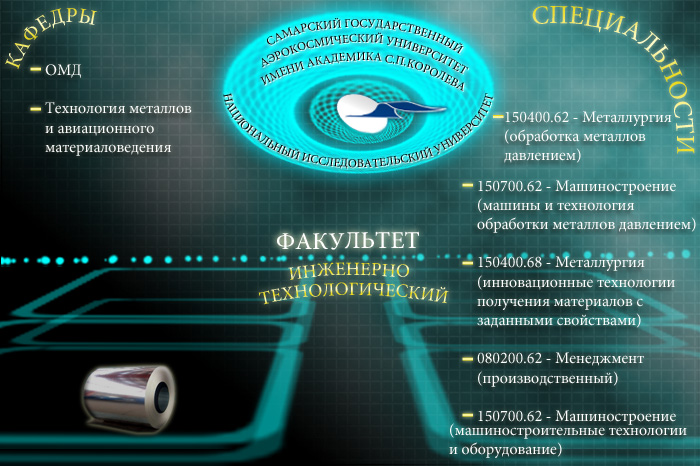 КАФЕДРЫ
ОМД
Технология металлов
и авиационного
материаловедения
САМАРСКИЙ ГОСУДАРСТВЕННЫЙ
АЭРОКОСМИЧЕСКИЙ УНИВЕРСИТЕТ
ИМЕНИ АКАДЕМИКА С.П.КОРОЛЕВА
НАЦИОНАЛЬНЫЙ ИССЛЕДОВАТЕЛЬСКИЙ УНИВЕРСИТЕТ
ФАКУЛЬТЕТ
ИНЖЕНЕРНО
ТЕХНОЛОГИЧЕСКИЙ
СПЕЦИАЛЬНОСТИ
150400.62 - Металлургия
(обработка металлов
давлением)
150700.62 - Машиностроение
(машины и технология
обработки металлов давлением)
150400.68 - Металлургия
(инновационные технологии
получения материалов с
заданными свойствами)
080200.62 - Менеджмент
(производственный)
150700.62 - Машиностроение
(машиностроительные технологии
и оборудование)